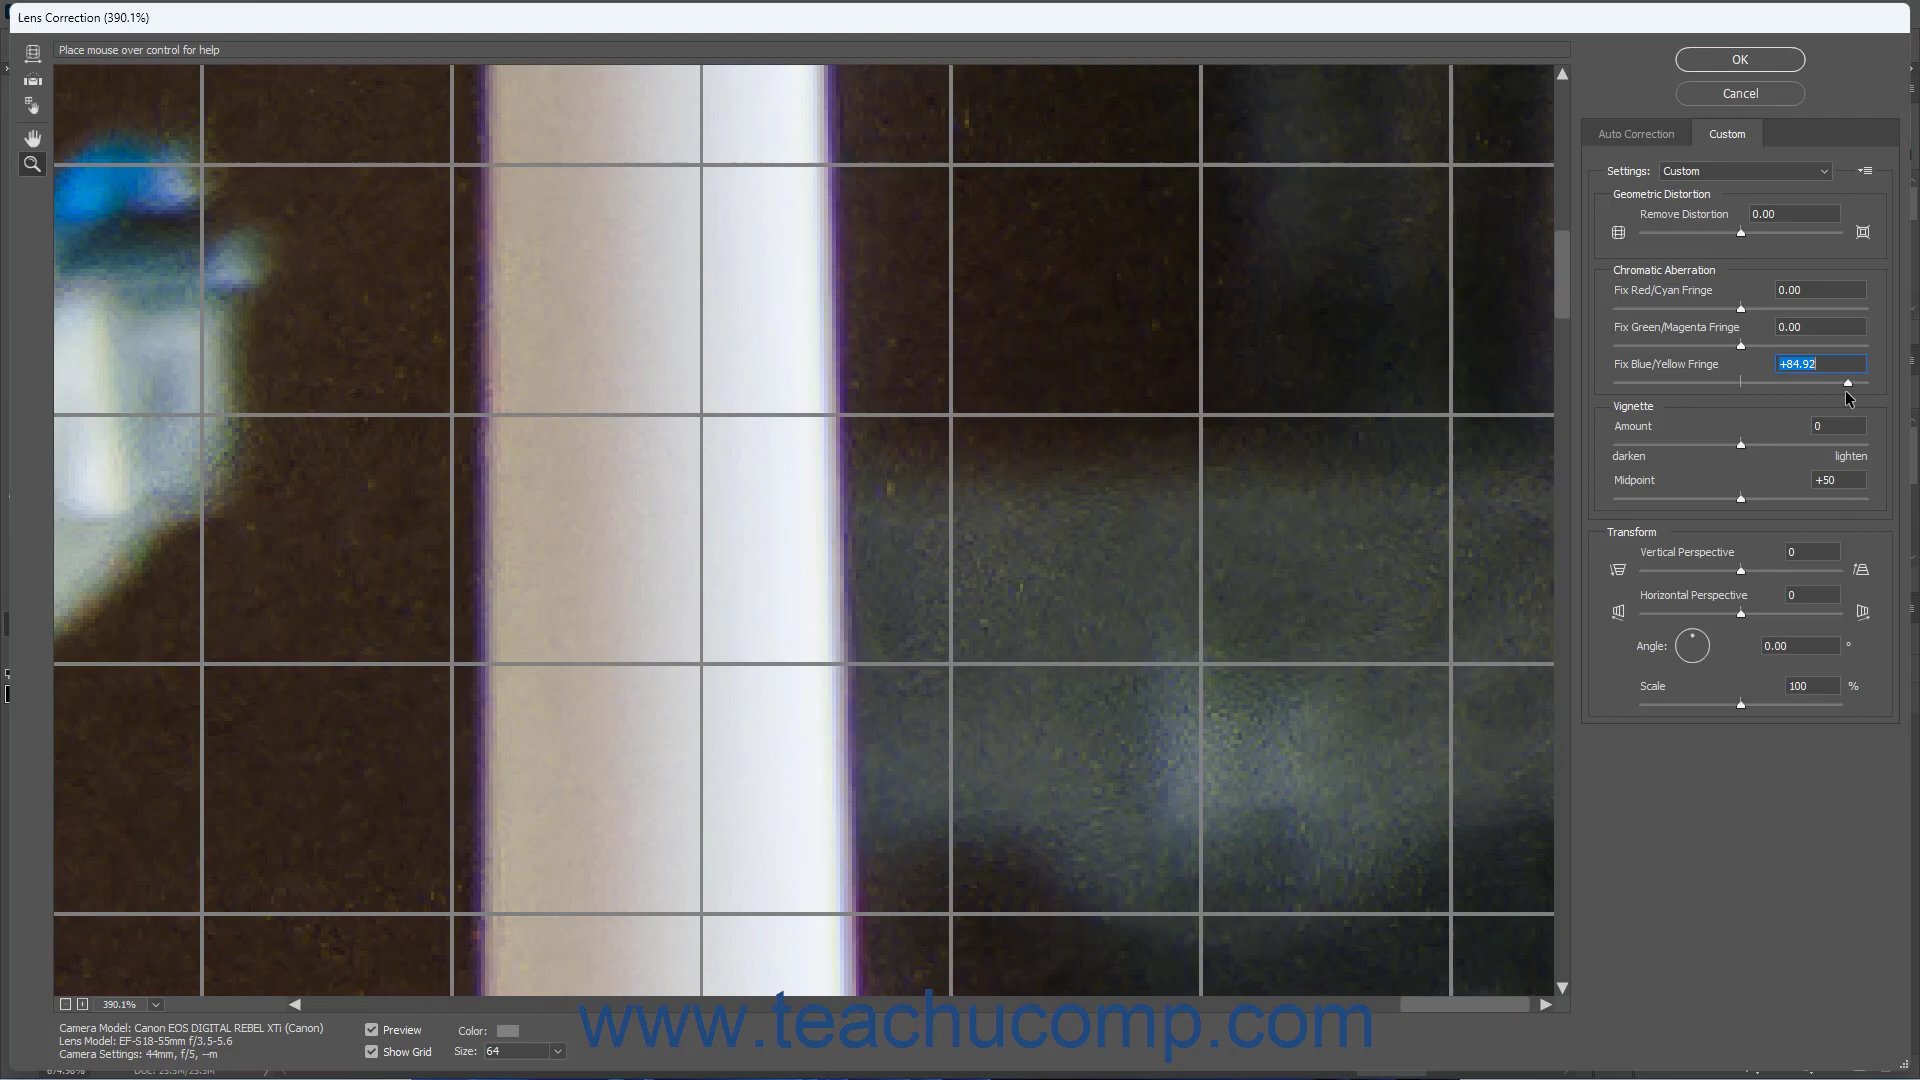 Lens Correction (390.1%)
Place mouse over control for help
OK
Cancel
Auto Correction Custom
Settings: Custom
Geometric Distortion
Remove Distortion 0.00
Chromatic Aberration
Fix Red/Cyan Fringe 0.00
Fix Green/Magenta Fringe 0.00
Fix Blue/Yellow Fringe +84.92
Vignette
Amount 0
darken lighten
Midpoint +50
Transform
Vertical Perspective 0
Horizontal Perspective 0
Angle: 0.00 °
Scale 100 %
390.1%
Camera Model: Canon EOS DIGITAL REBEL XTi (Canon)
Lens Model: EF-S18-55mm f/3.5-5.6
Camera Settings: 44mm, f/5, --m
Preview Color:
Show Grid Size: 64
www.teachucomp.com